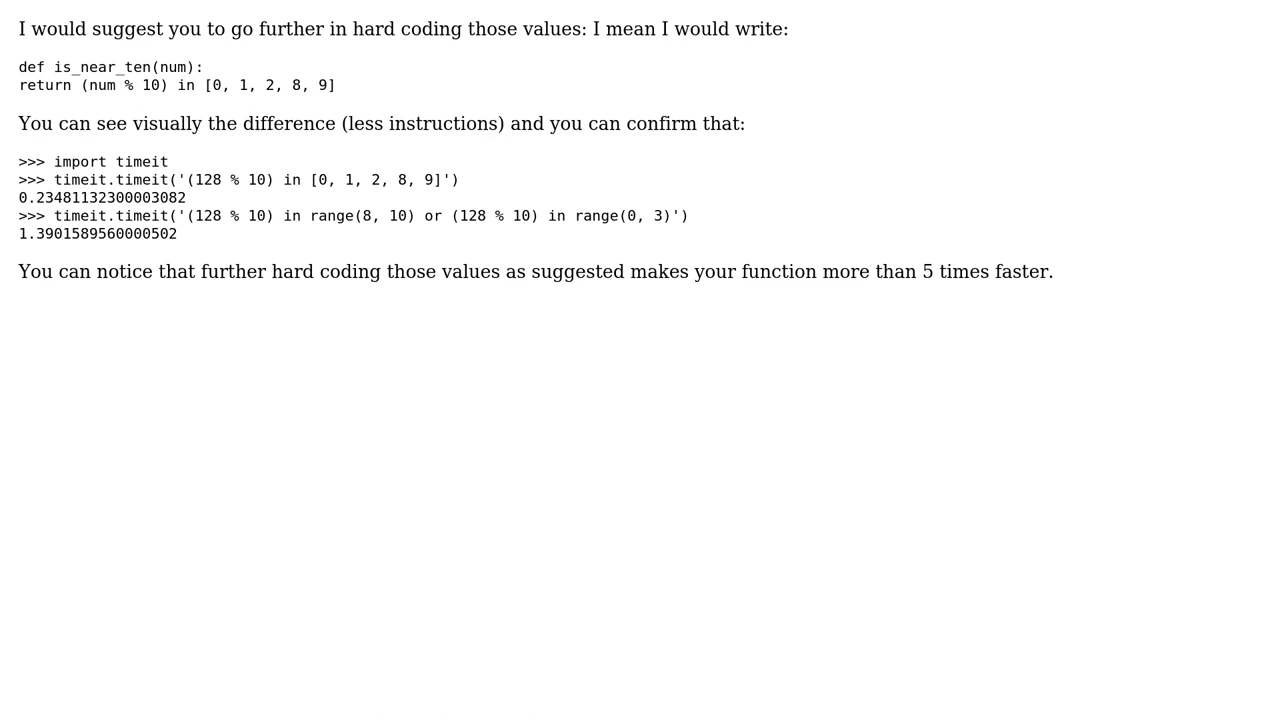 I would suggest you to go further in hard coding those values: I mean I would write:
def is_near_ten(num):
return (num % 10) in [0, 1, 2, 8, 9]
You can see visually the difference (less instructions) and you can confirm that:
>>> import timeit
>>> timeit.timeit('(128 % 10) in [0, 1, 2, 8, 9]')
0.23481132300003082
>>> timeit.timeit('(128 % 10) in range(8, 10) or (128 % 10) in range(0, 3)')
1.3901589560000502
You can notice that further hard coding those values as suggested makes your function more than 5 times faster.